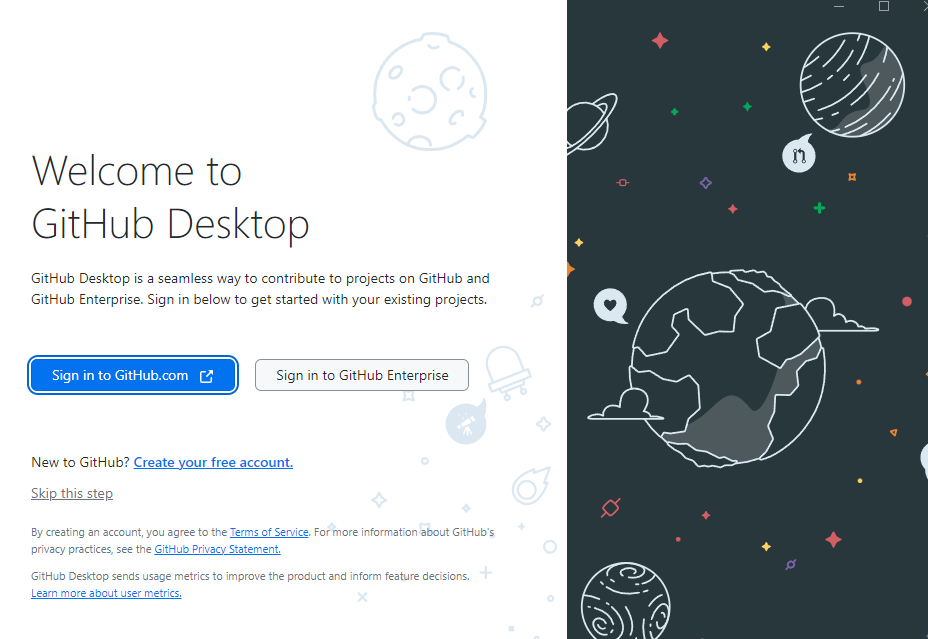 Welcome to
GitHub Desktop
GitHub Desktop is a seamless way to contribute to projects on GitHub and
GitHub Enterprise. Sign in below to get started with your existing projects.
Sign in to GitHub.com
Sign in to GitHub Enterprise
New to GitHub? Create your free account.
Skip this step
By creating an account, you agree to the Terms of Service. For more information about GitHub's
privacy practices, see the GitHub Privacy Statement.
GitHub Desktop sends usage metrics to improve the product and inform feature decisions.
Learn more about user metrics.